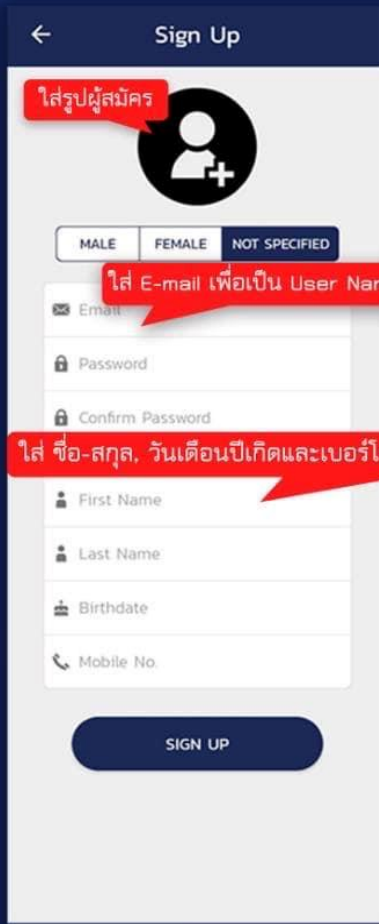 Sign Up
ใส่รูปผู้สมัคร
MALE FEMALE NOT SPECIFIED
ใส่ E-mail เพื่อเป็น User
Email
Password
Confirm Password
ใส่ ชื่อ-สกุล, วันเดือนปีเกิดและเบอร์
First Name
Last Name
Birthdate
Mobile No.
SIGN UP